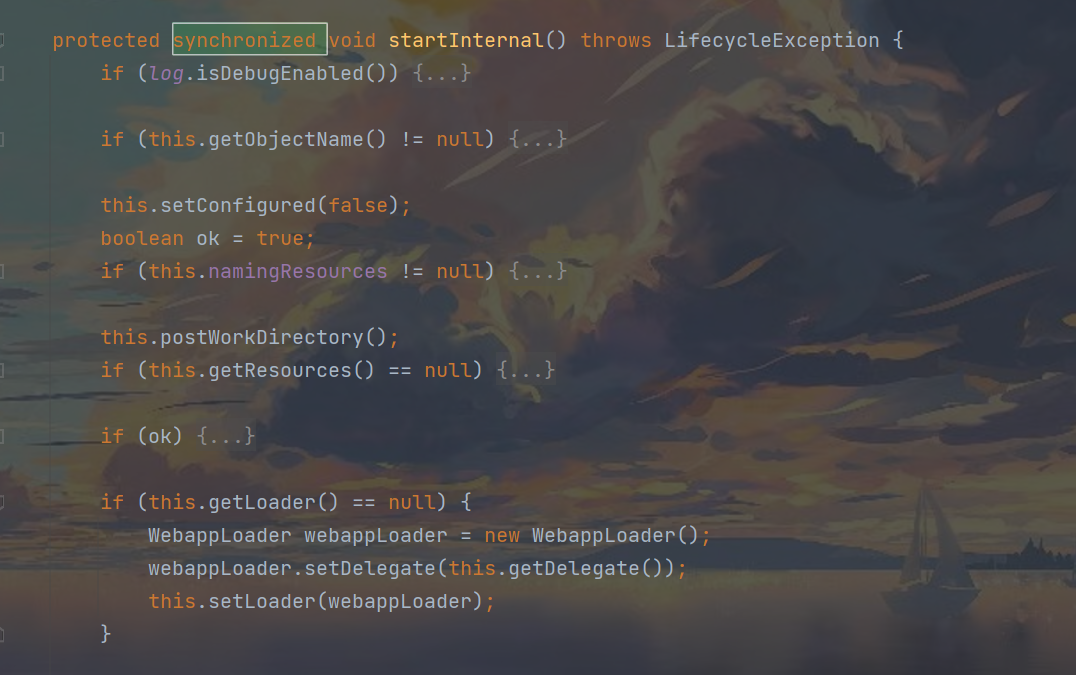 protected synchronized void startInternal() throws LifecycleException {
if (log.isDebugEnabled()) {...}
if (this.getObjectName() != null) {...}
this.setConfigured(false);
boolean ok = true;
if (this.namingResources != null) {...}
this.postWorkDirectory();
if (this.getResources() == null) {...}
if (ok) {...}
if (this.getLoader() == null) {
WebappLoader webappLoader = new WebappLoader();
webappLoader.setDelegate(this.getDelegate());
this.setLoader(webappLoader);
}